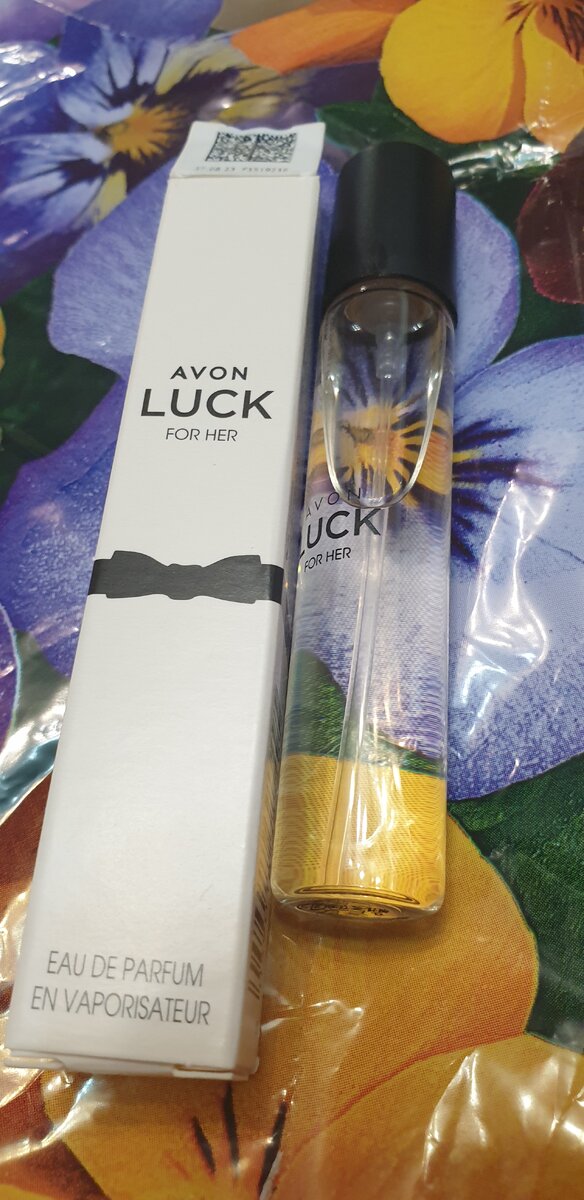 AVON
LUCK
FOR HER
EAU DE PARFUM
EN VAPORISATEUR
AVON
LUCK
FOR HER